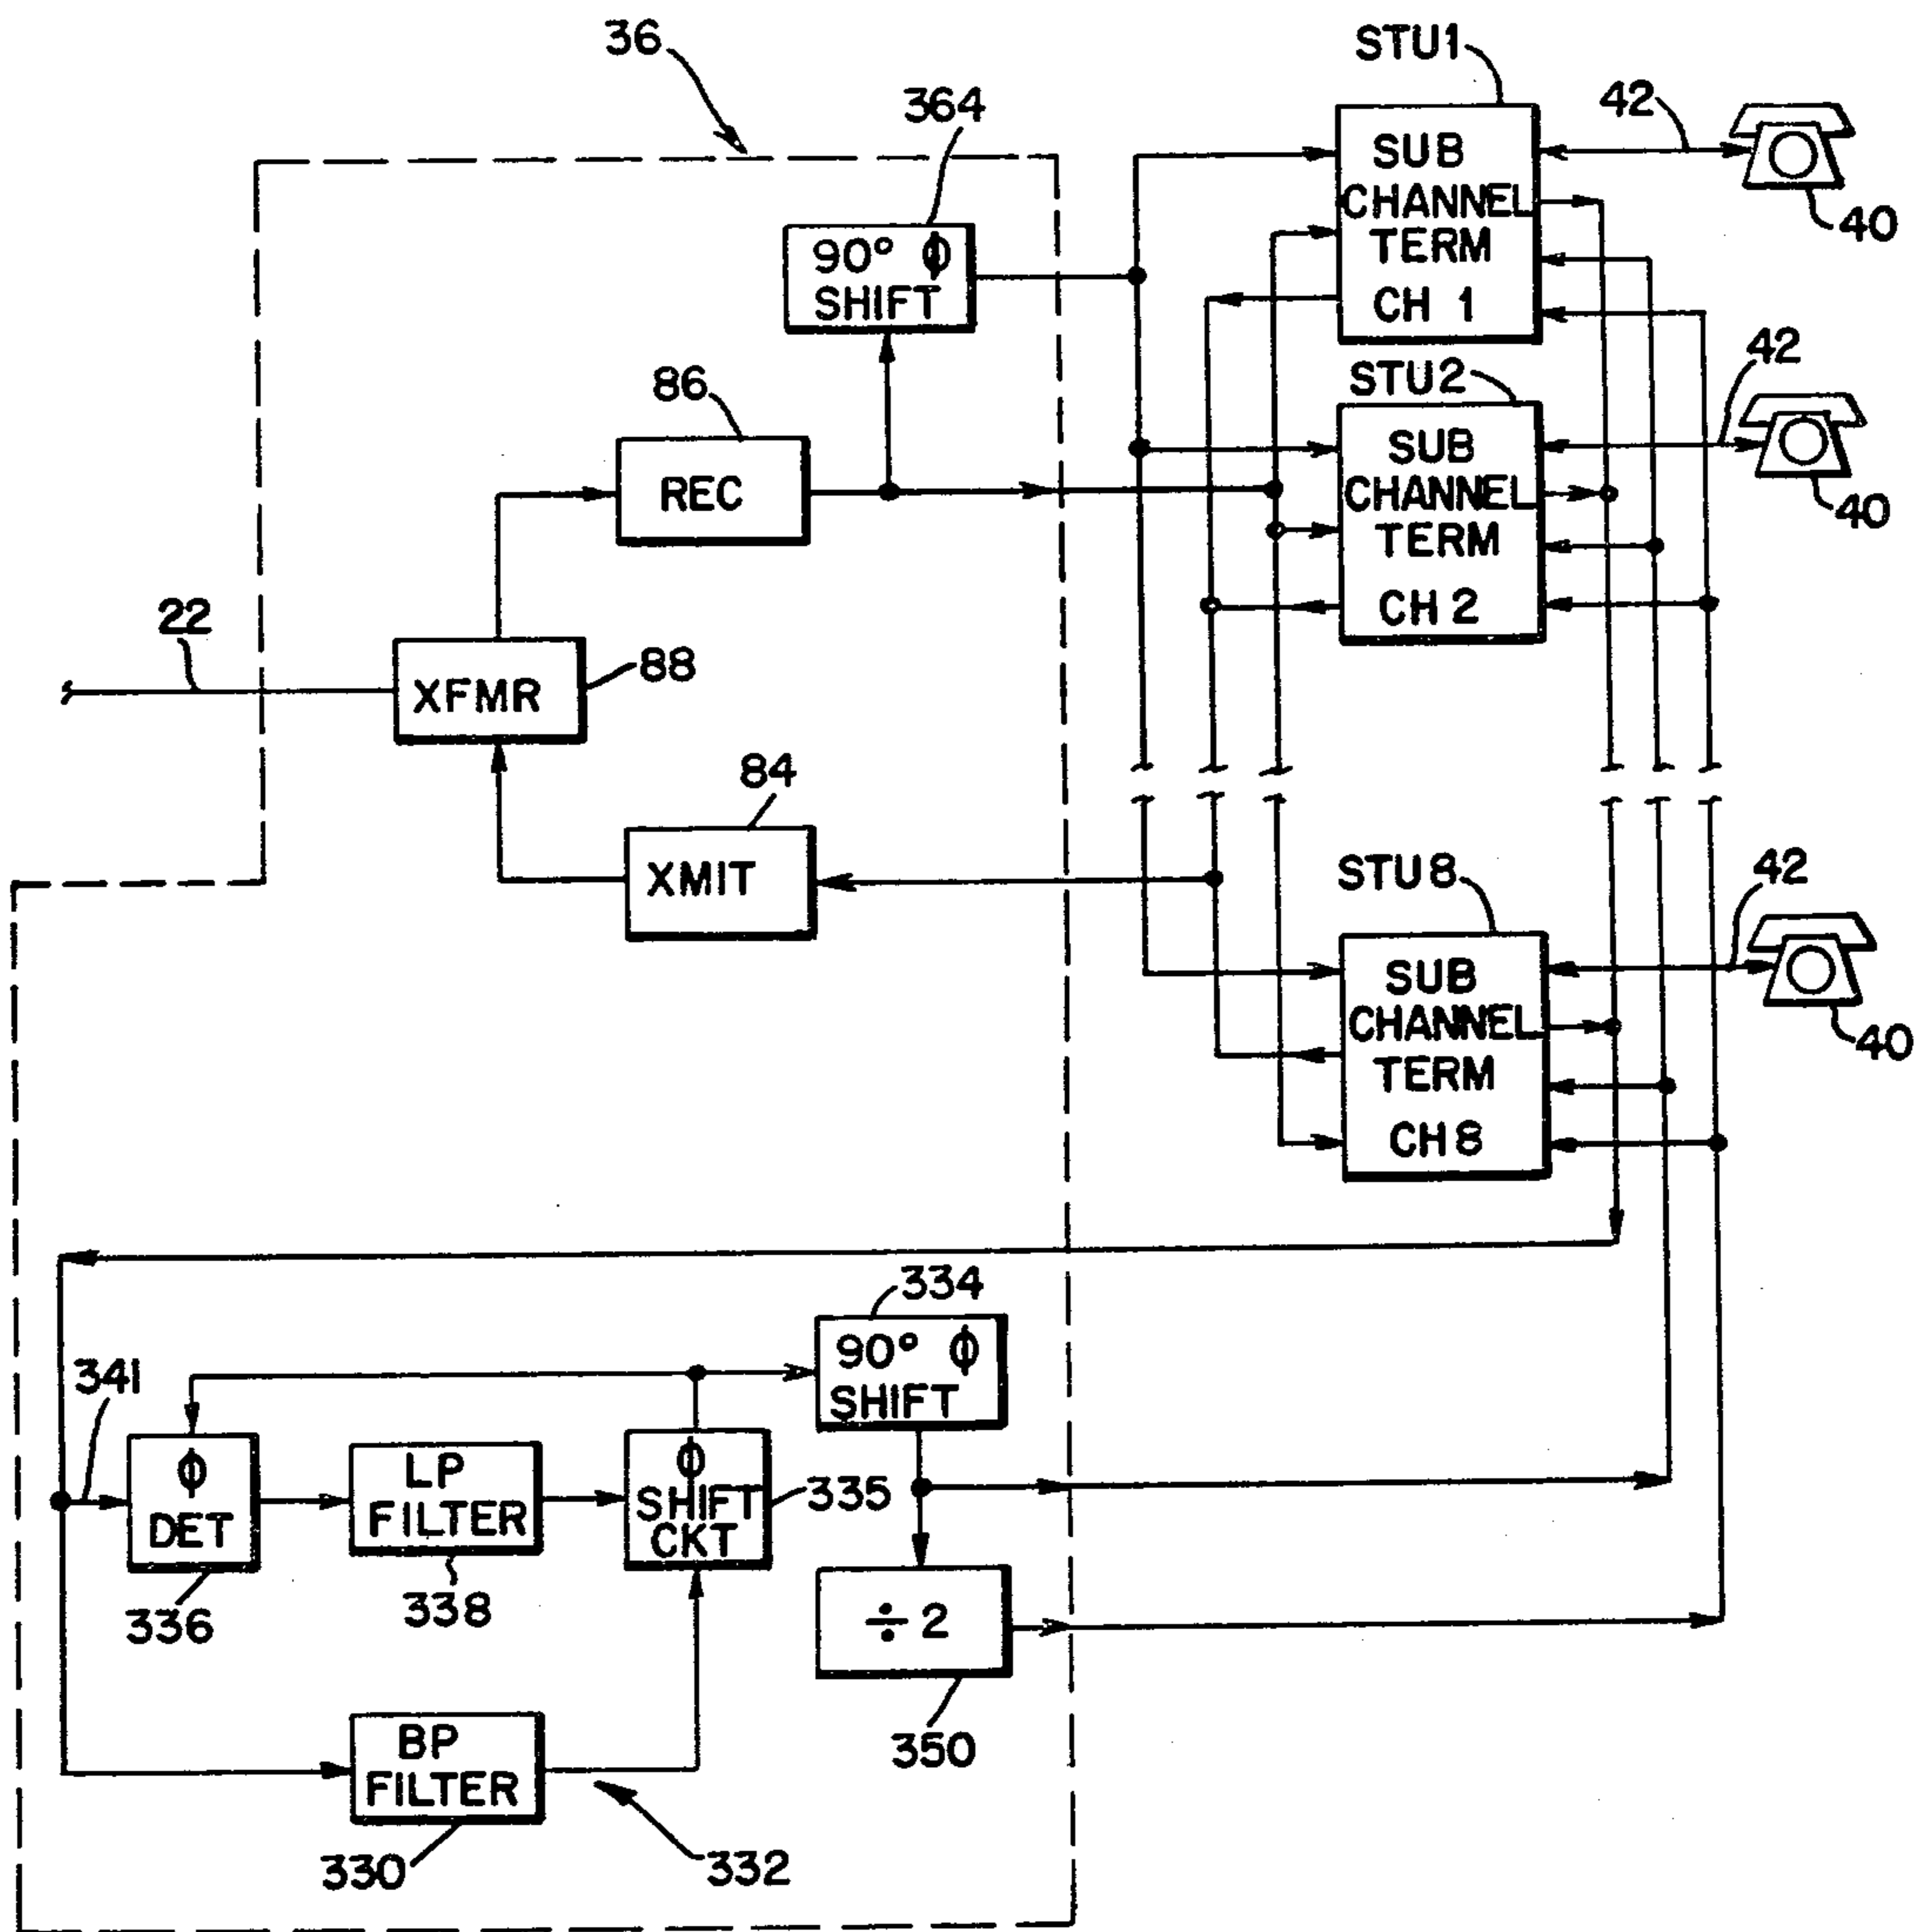 36
STU1
364
42
SUB
CHANNEL
TERM
CH 1
40
90° ϕ
SHIFT
42
STU2
86
SUB
CHANNEL
TERM
CH 2
REC
40
22
XFMR
88
84
XMIT
STU8
42
SUB
CHANNEL
TERM
CH 8
40
334
90° ϕ
SHIFT
341
ϕ
DET
LP
FILTER
ϕ
SHIFT
CKT
335
336
338
÷ 2
350
BP
FILTER
330
332